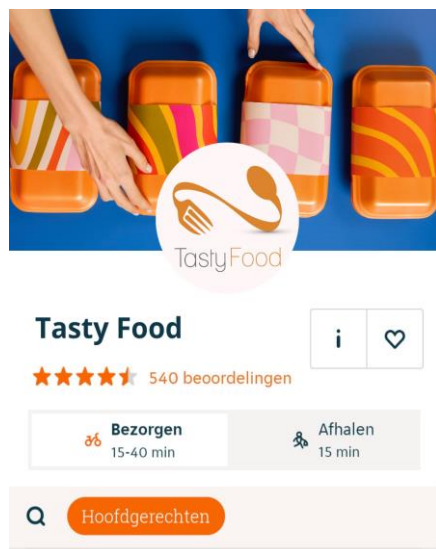 TastyFood
Tasty Food
540 beoordelingen
Bezorgen
15-40 min
Afhalen
15 min
Hoofdgerechten